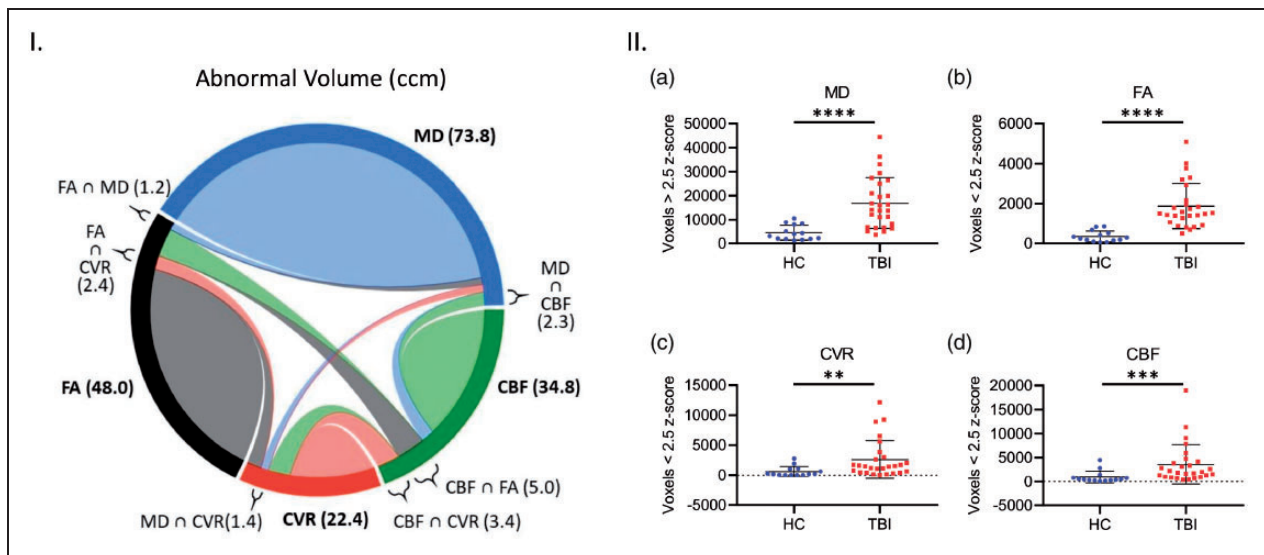 I.
Abnormal Volume (ccm)
MD (73.8)
FA ∩ MD (1.2)
FA
∩
CVR
(2.4)
MD
∩
CBF
(2.3)
FA (48.0)
CBF (34.8)
CBF ∩ FA (5.0)
MD ∩ CVR(1.4)
CVR (22.4)
CBF ∩ CVR (3.4)
II.
(a)
MD
****
Voxels > 2.5 z-score
50000
40000
30000
20000
10000
0
HC
TBI
(b)
FA
****
Voxels < 2.5 z-score
6000
4000
2000
0
HC
TBI
(c)
CVR
**
Voxels < 2.5 z-score
15000
10000
5000
0
-5000
HC
TBI
(d)
CBF
***
Voxels < 2.5 z-score
20000
15000
10000
5000
0
-5000
HC
TBI